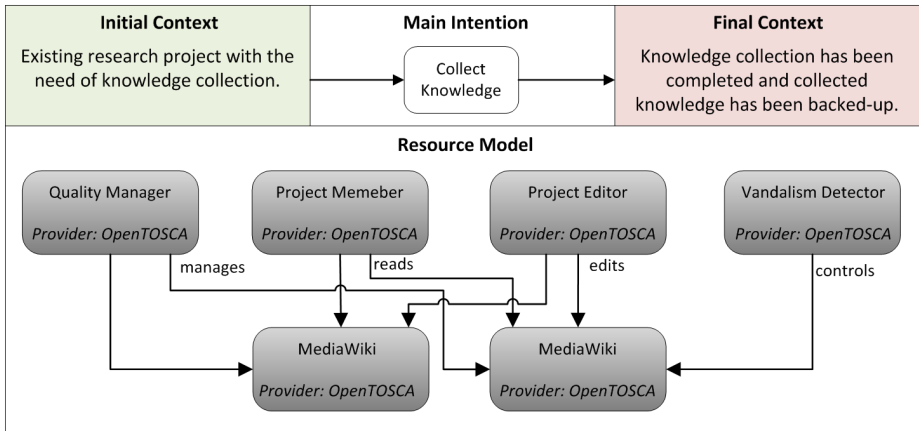 Initial Context
Existing research project with the
need of knowledge collection.
Main Intention
Collect
Knowledge
Final Context
Knowledge collection has been
completed and collected
knowledge has been backed-up.
Resource Model
Quality Manager
Provider: OpenTOSCA
Project Memeber
Provider: OpenTOSCA
Project Editor
Provider: OpenTOSCA
Vandalism Detector
Provider: OpenTOSCA
manages
reads
edits
controls
MediaWiki
Provider: OpenTOSCA
MediaWiki
Provider: OpenTOSCA